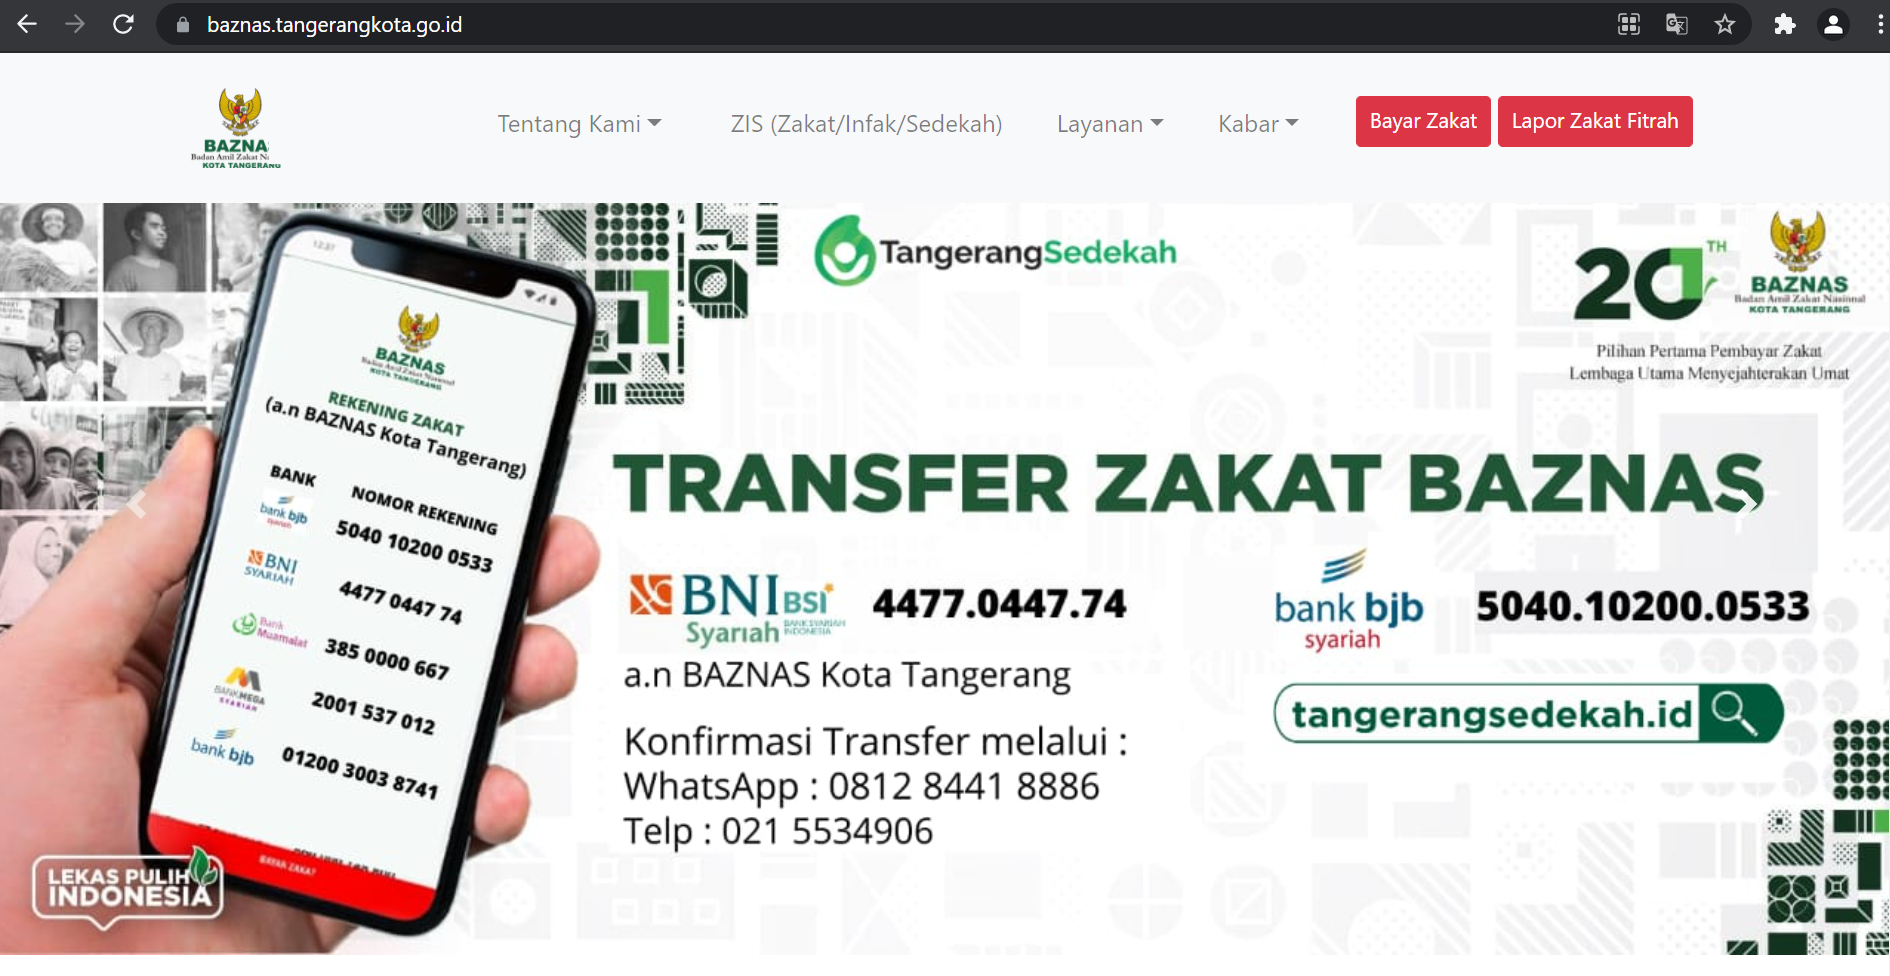 baznas.tangerangkota.go.id
BAZNA
Badan Amil Zakat N
KOTA TANGERANG
Tentang Kami
ZIS (Zakat/Infak/Sedekah)
Layanan
Kabar
Bayar Zakat
Lapor Zakat Fitrah
12:37
BAZNAS
Badan Amil Zakat Nasional
KOTA TANGERANG
REKENING ZAKAT
(a.n BAZNAS Kota Tangerang)
BANK NOMOR REKENING
bank bjb syariah 5040 10200 0533
BNI SYARIAH 4477 0447 74
Bank Muamalat 385 0000 667
BANK MEGA SYARIAH 2001 537 012
bank bjb 01200 3003 8741
BAYAR ZAKAT
LEKAS PULIH
INDONESIA
TangerangSedekah
20 TH
BAZNAS
Badan Amil Zakat Nasional
KOTA TANGERANG
Pilihan Pertama Pembayar Zakat
Lembaga Utama Menyejahterakan Umat
TRANSFER ZAKAT BAZNAS
BNI Syariah BSI BANK SYARIAH INDONESIA 4477.0447.74
a.n BAZNAS Kota Tangerang
bank bjb syariah 5040.10200.0533
tangerangsedekah.id
Konfirmasi Transfer melalui :
WhatsApp : 0812 8441 8886
Telp : 021 5534906